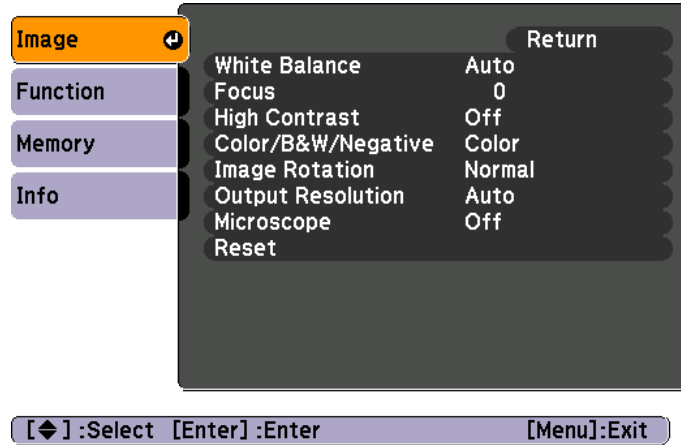 Image
Function
Memory
Info
Return
White Balance Auto
Focus 0
High Contrast Off
Color/B&W/Negative Color
Image Rotation Normal
Output Resolution Auto
Microscope Off
Reset
[◆] :Select [Enter] :Enter [Menu]:Exit